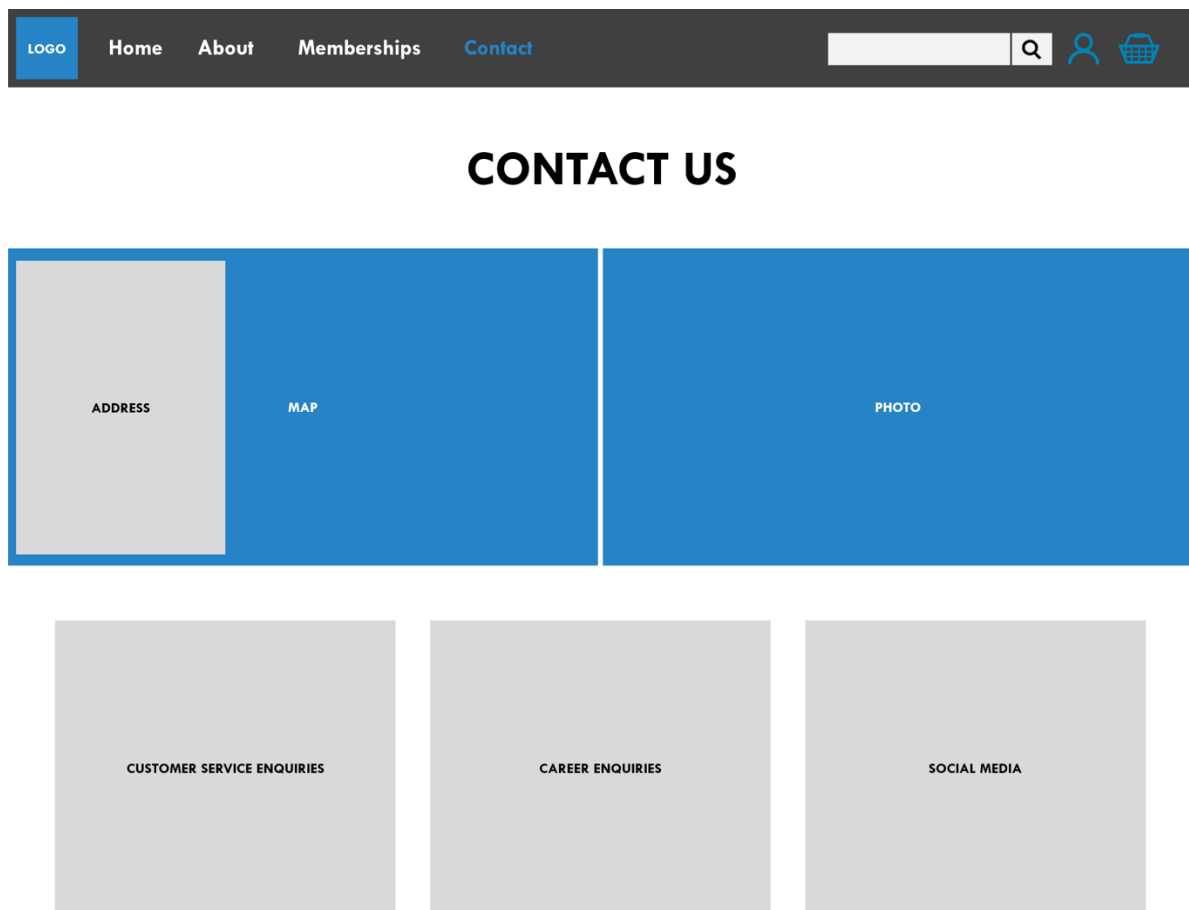 LOGO Home About Memberships Contact
CONTACT US
ADDRESS
MAP
PHOTO
CUSTOMER SERVICE ENQUIRIES
CAREER ENQUIRIES
SOCIAL MEDIA